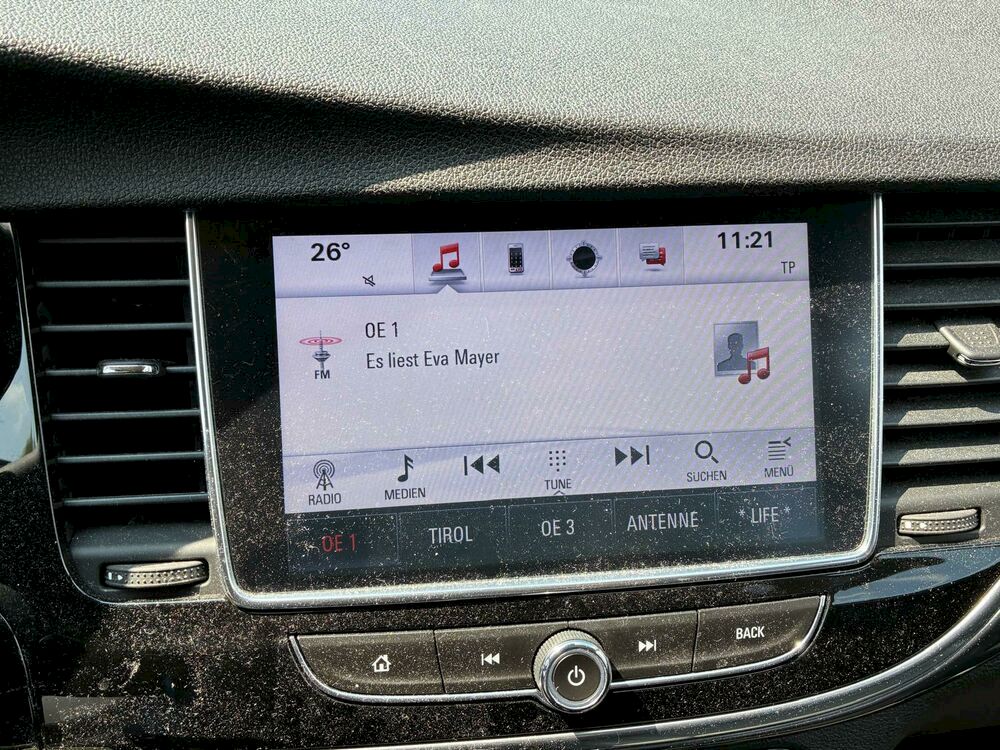 26°
11:21
TP
OE 1
Es liest Eva Mayer
FM
RADIO
MEDIEN
TUNE
SUCHEN
MENÜ
OE 1
TIROL
OE 3
ANTENNE
*LIFE*
BACK